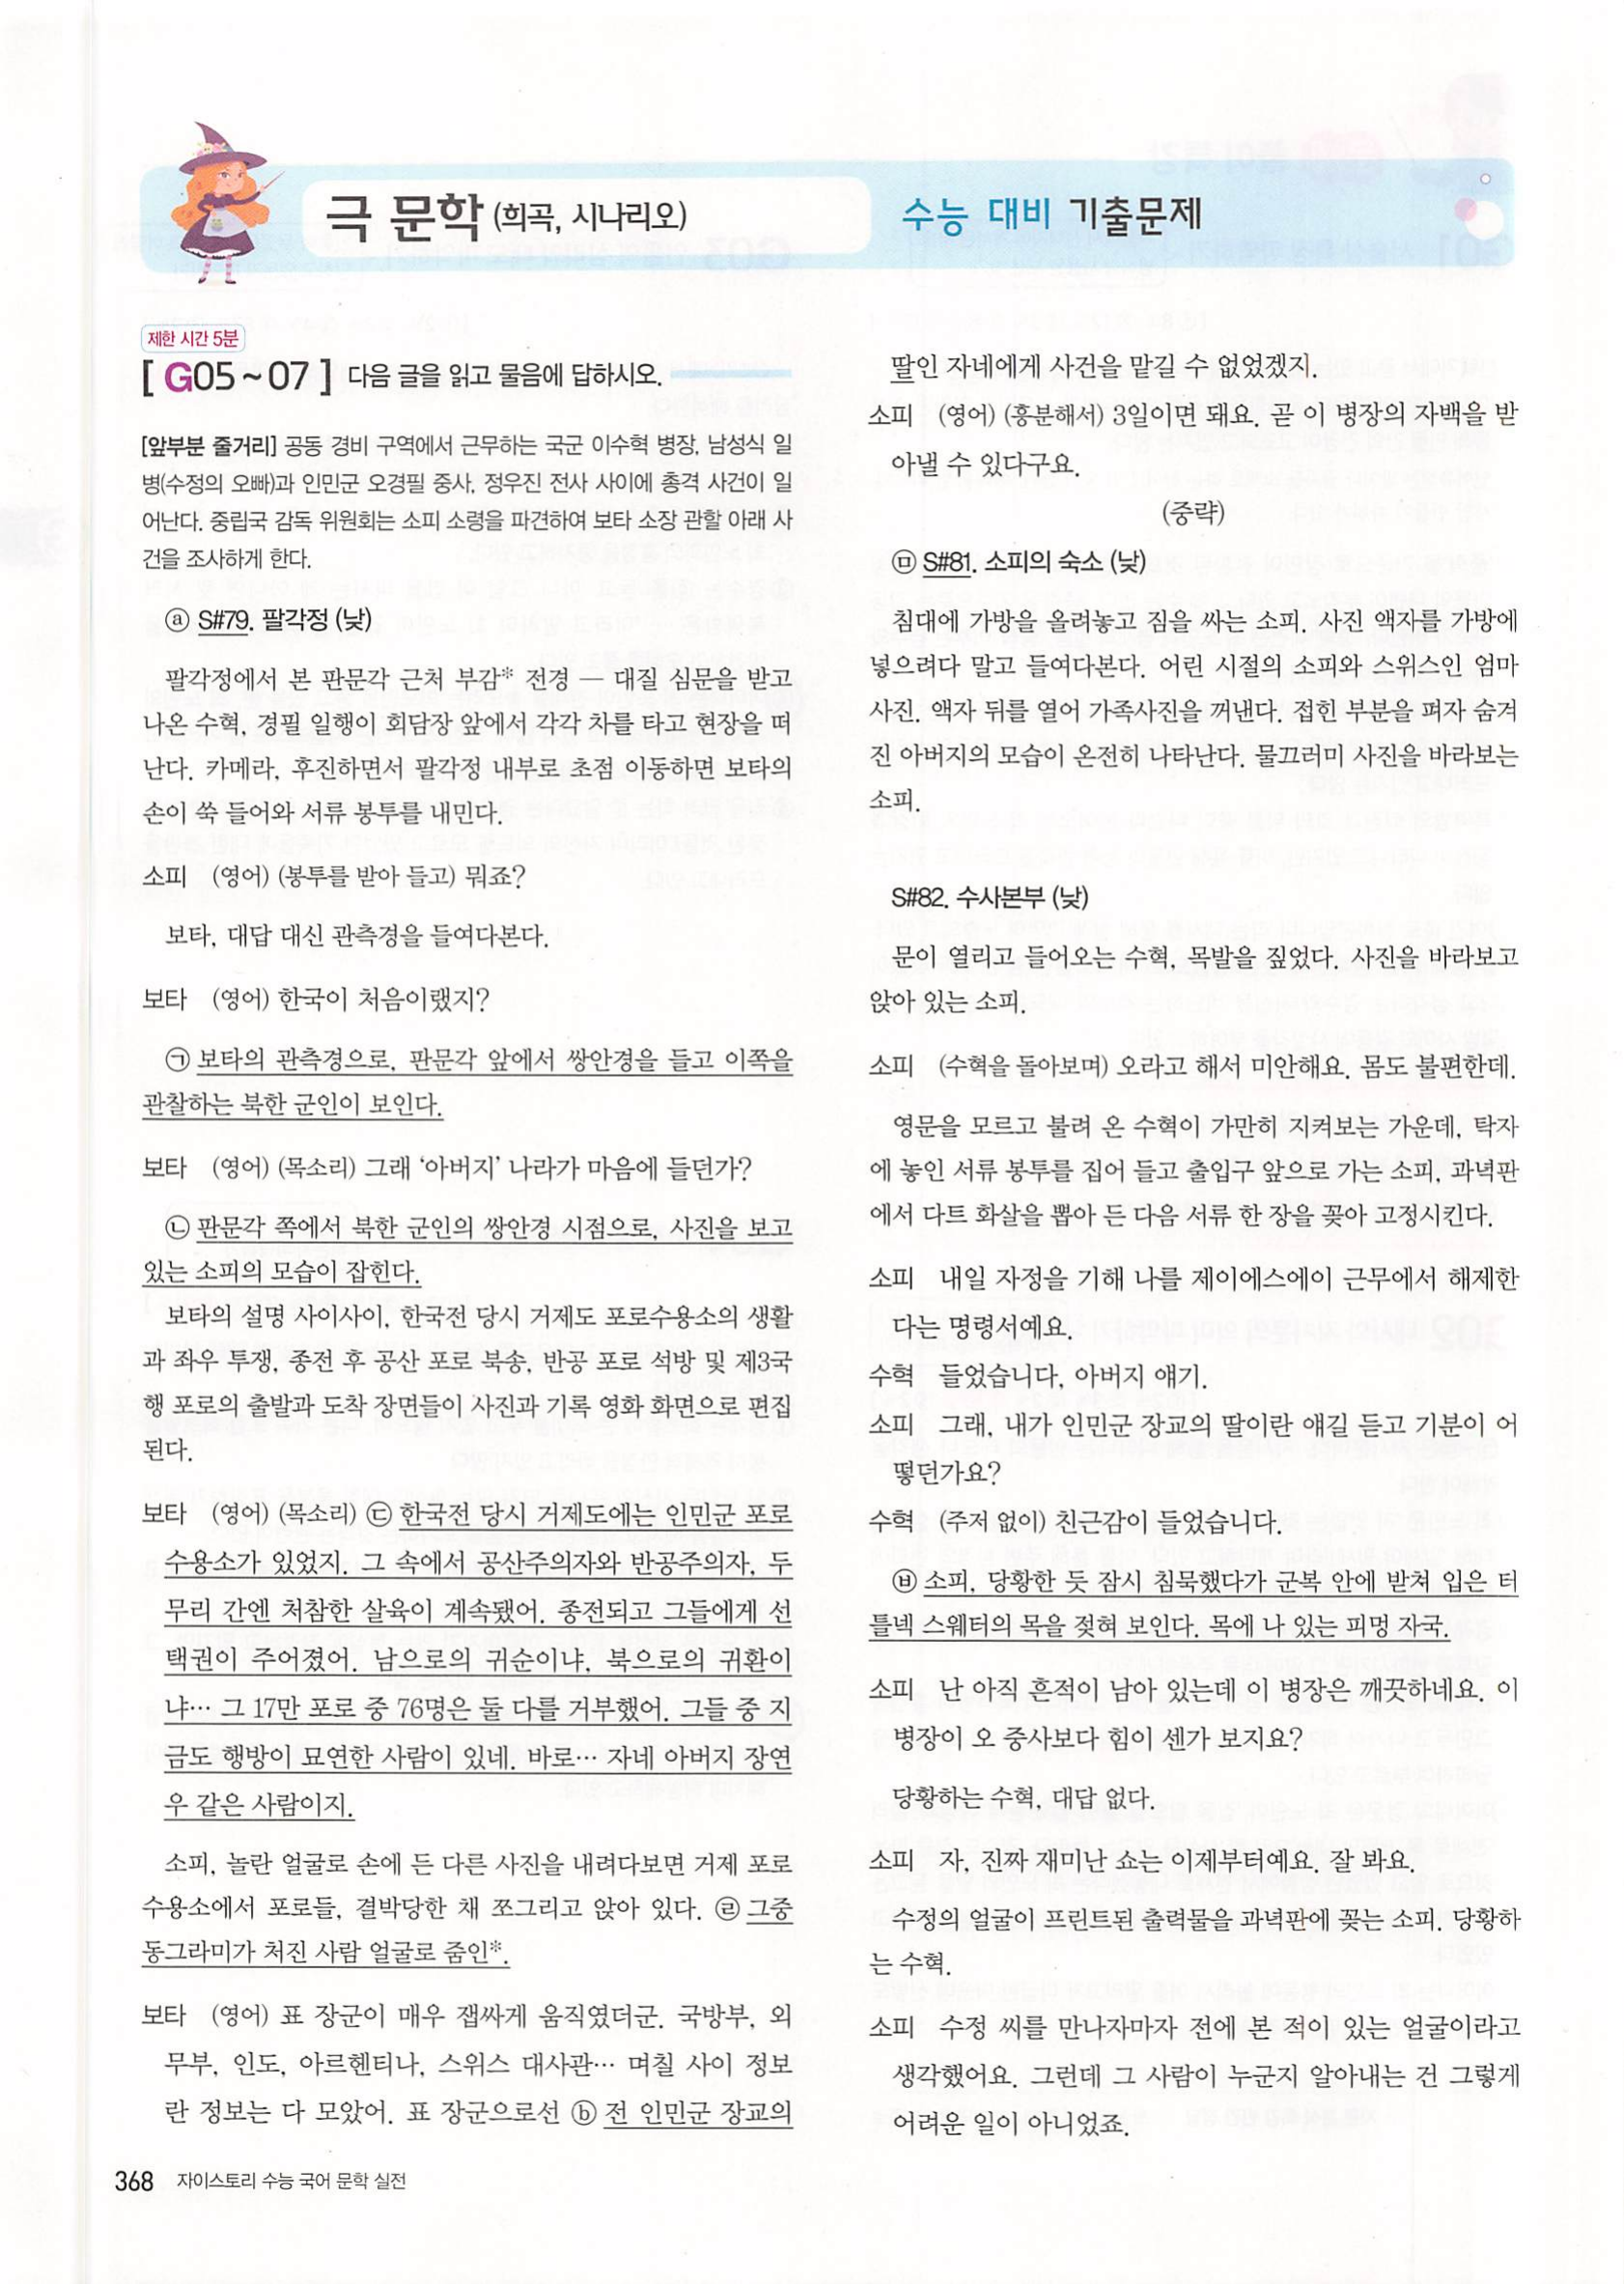 극 문학 (희곡, 시나리오)
수능 대비 기출문제
제한 시간 5분
[ G05 ~ 07 ] 다음 글을 읽고 물음에 답하시오.
[앞부분 줄거리] 공동 경비 구역에서 근무하는 국군 이수혁 병장, 남성식 일
병(수정의 오빠)과 인민군 오경필 중사, 정우진 전사 사이에 총격 사건이 일
어난다. 중립국 감독 위원회는 소피 소령을 파견하여 보타 소장 관할 아래 사
건을 조사하게 한다.
ⓐ S#79. 팔각정 (낮)
팔각정에서 본 판문각 근처 부감* 전경 — 대질 심문을 받고
나온 수혁, 경필 일행이 회담장 앞에서 각각 차를 타고 현장을 떠
난다. 카메라, 후진하면서 팔각정 내부로 초점 이동하면 보타의
손이 쑥 들어와 서류 봉투를 내민다.
소피 (영어) (봉투를 받아 들고) 뭐죠?
보타, 대답 대신 관측경을 들여다본다.
보타 (영어) 한국이 처음이랬지?
㉠ 보타의 관측경으로, 판문각 앞에서 쌍안경을 들고 이쪽을
관찰하는 북한 군인이 보인다.
보타 (영어) (목소리) 그래 ‘아버지’ 나라가 마음에 들던가?
㉡ 판문각 쪽에서 북한 군인의 쌍안경 시점으로, 사진을 보고
있는 소피의 모습이 잡힌다.
보타의 설명 사이사이, 한국전 당시 거제도 포로수용소의 생활
과 좌우 투쟁, 종전 후 공산 포로 북송, 반공 포로 석방 및 제3국
행 포로의 출발과 도착 장면들이 사진과 기록 영화 화면으로 편집
된다.
보타 (영어) (목소리) ㉢ 한국전 당시 거제도에는 인민군 포로
수용소가 있었지. 그 속에서 공산주의자와 반공주의자, 두
무리 간엔 처참한 살육이 계속됐어. 종전되고 그들에게 선
택권이 주어졌어. 남으로의 귀순이냐, 북으로의 귀환이
냐… 그 17만 포로 중 76명은 둘 다를 거부했어. 그들 중 지
금도 행방이 묘연한 사람이 있네. 바로… 자네 아버지 장연
우 같은 사람이지.
소피, 놀란 얼굴로 손에 든 다른 사진을 내려다보면 거제 포로
수용소에서 포로들, 결박당한 채 쪼그리고 앉아 있다. ㉣ 그중
동그라미가 처진 사람 얼굴로 줌인*.
보타 (영어) 표 장군이 매우 잽싸게 움직였더군. 국방부, 외
무부, 인도, 아르헨티나, 스위스 대사관… 며칠 사이 정보
란 정보는 다 모았어. 표 장군으로선 ⓑ 전 인민군 장교의
딸인 자네에게 사건을 맡길 수 없었겠지.
소피 (영어) (흥분해서) 3일이면 돼요. 곧 이 병장의 자백을 받
아낼 수 있다구요.
(중략)
㉤ S#81. 소피의 숙소 (낮)
침대에 가방을 올려놓고 짐을 싸는 소피. 사진 액자를 가방에
넣으려다 말고 들여다본다. 어린 시절의 소피와 스위스인 엄마
사진. 액자 뒤를 열어 가족사진을 꺼낸다. 접힌 부분을 펴자 숨겨
진 아버지의 모습이 온전히 나타난다. 물끄러미 사진을 바라보는
소피.
S#82. 수사본부 (낮)
문이 열리고 들어오는 수혁, 목발을 짚었다. 사진을 바라보고
앉아 있는 소피.
소피 (수혁을 돌아보며) 오라고 해서 미안해요. 몸도 불편한데.
영문을 모르고 불려 온 수혁이 가만히 지켜보는 가운데, 탁자
에 놓인 서류 봉투를 집어 들고 출입구 앞으로 가는 소피, 과녁판
에서 다트 화살을 뽑아 든 다음 서류 한 장을 꽂아 고정시킨다.
소피 내일 자정을 기해 나를 제이에스에이 근무에서 해제한
다는 명령서예요.
수혁 들었습니다, 아버지 얘기.
소피 그래, 내가 인민군 장교의 딸이란 얘길 듣고 기분이 어
떻던가요?
수혁 (주저 없이) 친근감이 들었습니다.
㉥ 소피, 당황한 듯 잠시 침묵했다가 군복 안에 받쳐 입은 터
틀넥 스웨터의 목을 젖혀 보인다. 목에 나 있는 피멍 자국.
소피 난 아직 흔적이 남아 있는데 이 병장은 깨끗하네요. 이
병장이 오 중사보다 힘이 센가 보지요?
당황하는 수혁, 대답 없다.
소피 자, 진짜 재미난 쇼는 이제부터예요. 잘 봐요.
수정의 얼굴이 프린트된 출력물을 과녁판에 꽂는 소피. 당황하
는 수혁.
소피 수정 씨를 만나자마자 전에 본 적이 있는 얼굴이라고
생각했어요. 그런데 그 사람이 누군지 알아내는 건 그렇게
어려운 일이 아니었죠.
368 자이스토리 수능 국어 문학 실전